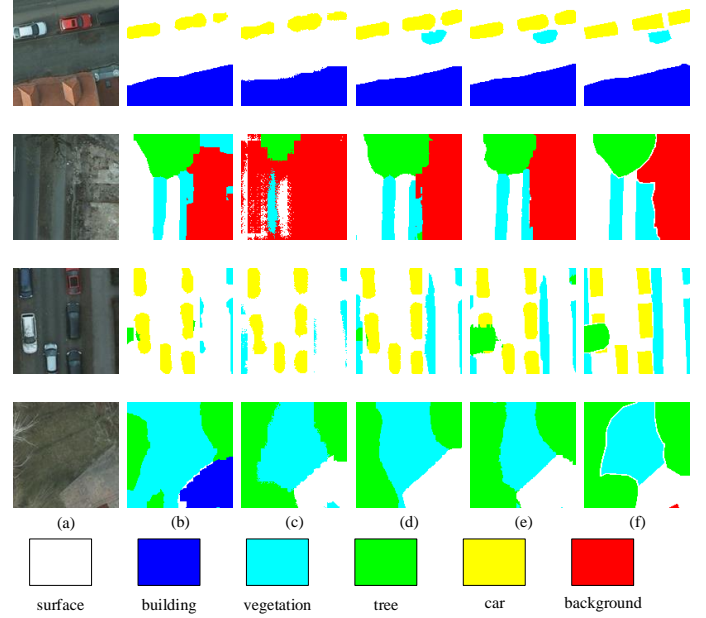 (a) (b) (c) (d) (e) (f)
surface building vegetation tree car background